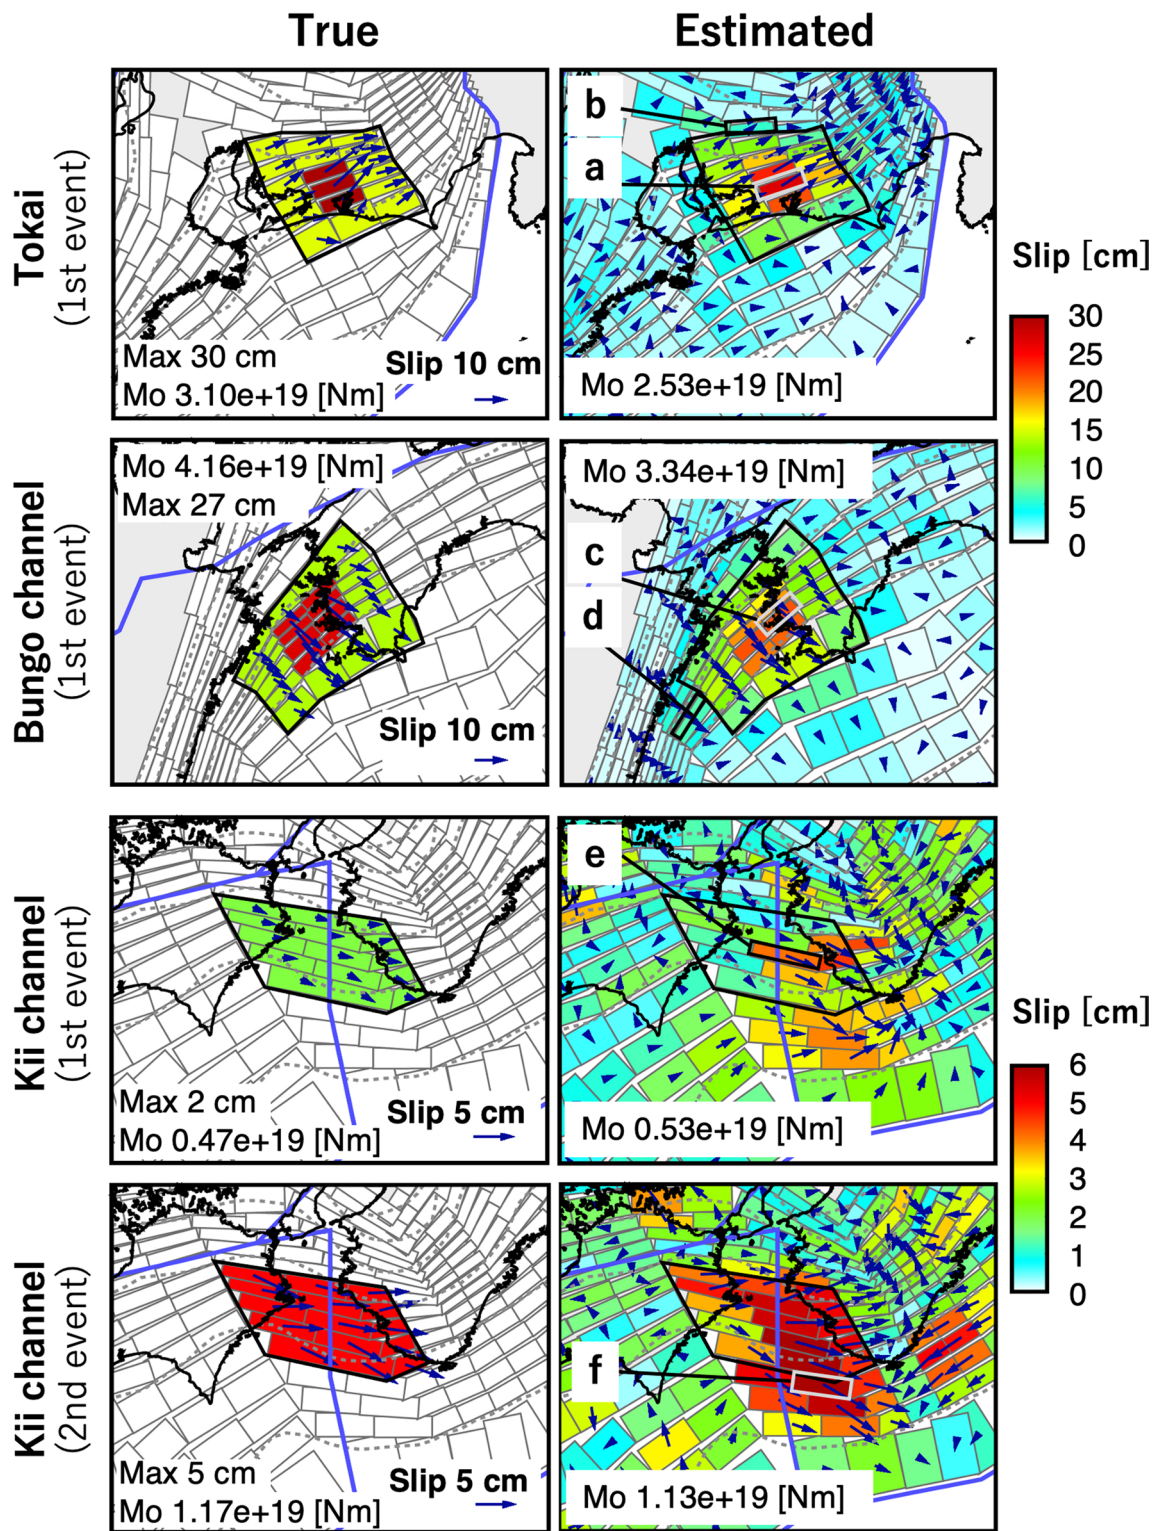 True
Estimated
Tokai
(1st event)
b
a
Max 30 cm
Mo 3.10e+19 [Nm]
Slip 10 cm
Mo 2.53e+19 [Nm]
Slip [cm]
30
25
20
15
10
5
0
Bungo channel
(1st event)
Mo 4.16e+19 [Nm]
Max 27 cm
Slip 10 cm
Mo 3.34e+19 [Nm]
c
d
Kii channel
(1st event)
Max 2 cm
Mo 0.47e+19 [Nm]
Slip 5 cm
e
Mo 0.53e+19 [Nm]
Slip [cm]
6
5
4
3
2
1
0
Kii channel
(2nd event)
Max 5 cm
Mo 1.17e+19 [Nm]
Slip 5 cm
f
Mo 1.13e+19 [Nm]